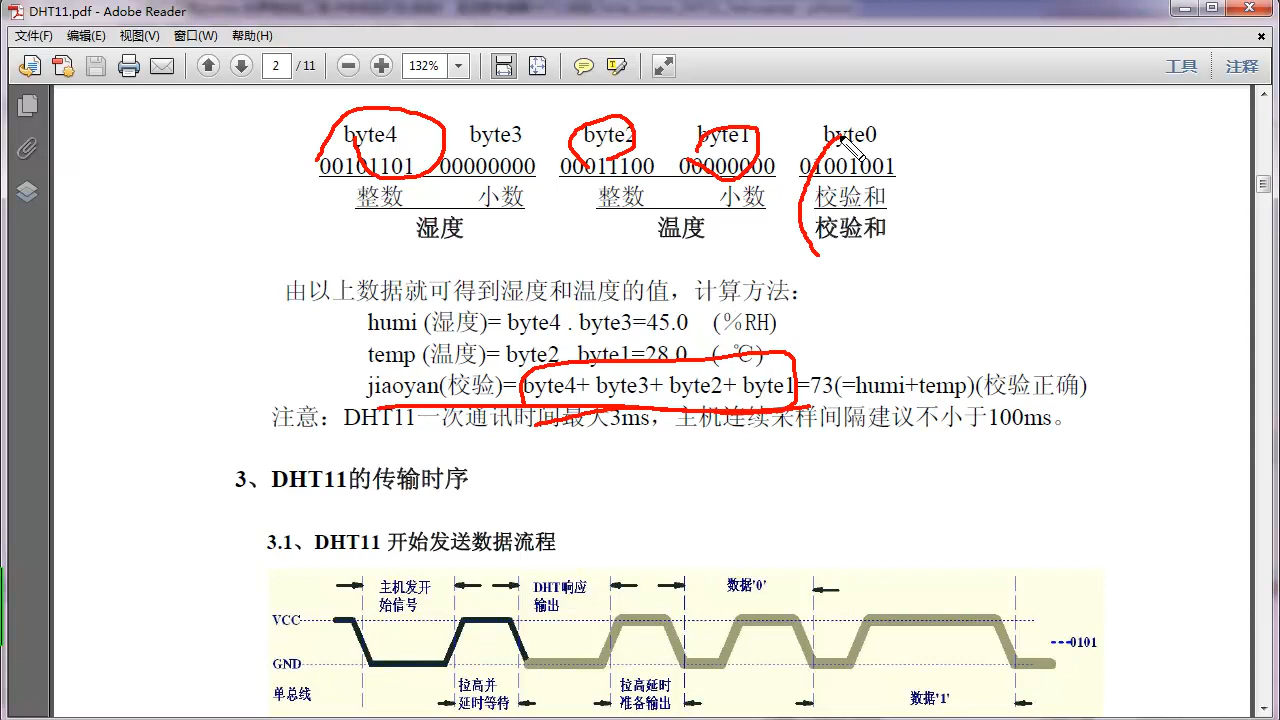 DHT11.pdf - Adobe Reader
文件(F) 编辑(E) 视图(V) 窗口(W) 帮助(H)
2 / 11 132% 工具 注释
byte4 byte3 byte2 byte1 byte0
00101101 00000000 00011100 00000000 01001001
整数 小数 整数 小数 校验和
湿度 温度 校验和
由以上数据就可得到湿度和温度的值，计算方法：
humi (湿度)= byte4 . byte3=45.0 (％RH)
temp (温度)= byte2 . byte1=28.0 ( ℃)
jiaoyan(校验)= byte4+ byte3+ byte2+ byte1=73(=humi+temp)(校验正确)
注意：DHT11一次通讯时间最大3ms，主机连续采样间隔建议不小于100ms。
3、DHT11的传输时序
3.1、DHT11 开始发送数据流程
主机发开始信号 DHT响应输出 数据'0'
VCC
---0101
GND
单总线 拉高并延时等待 拉高延时准备输出 数据'1'